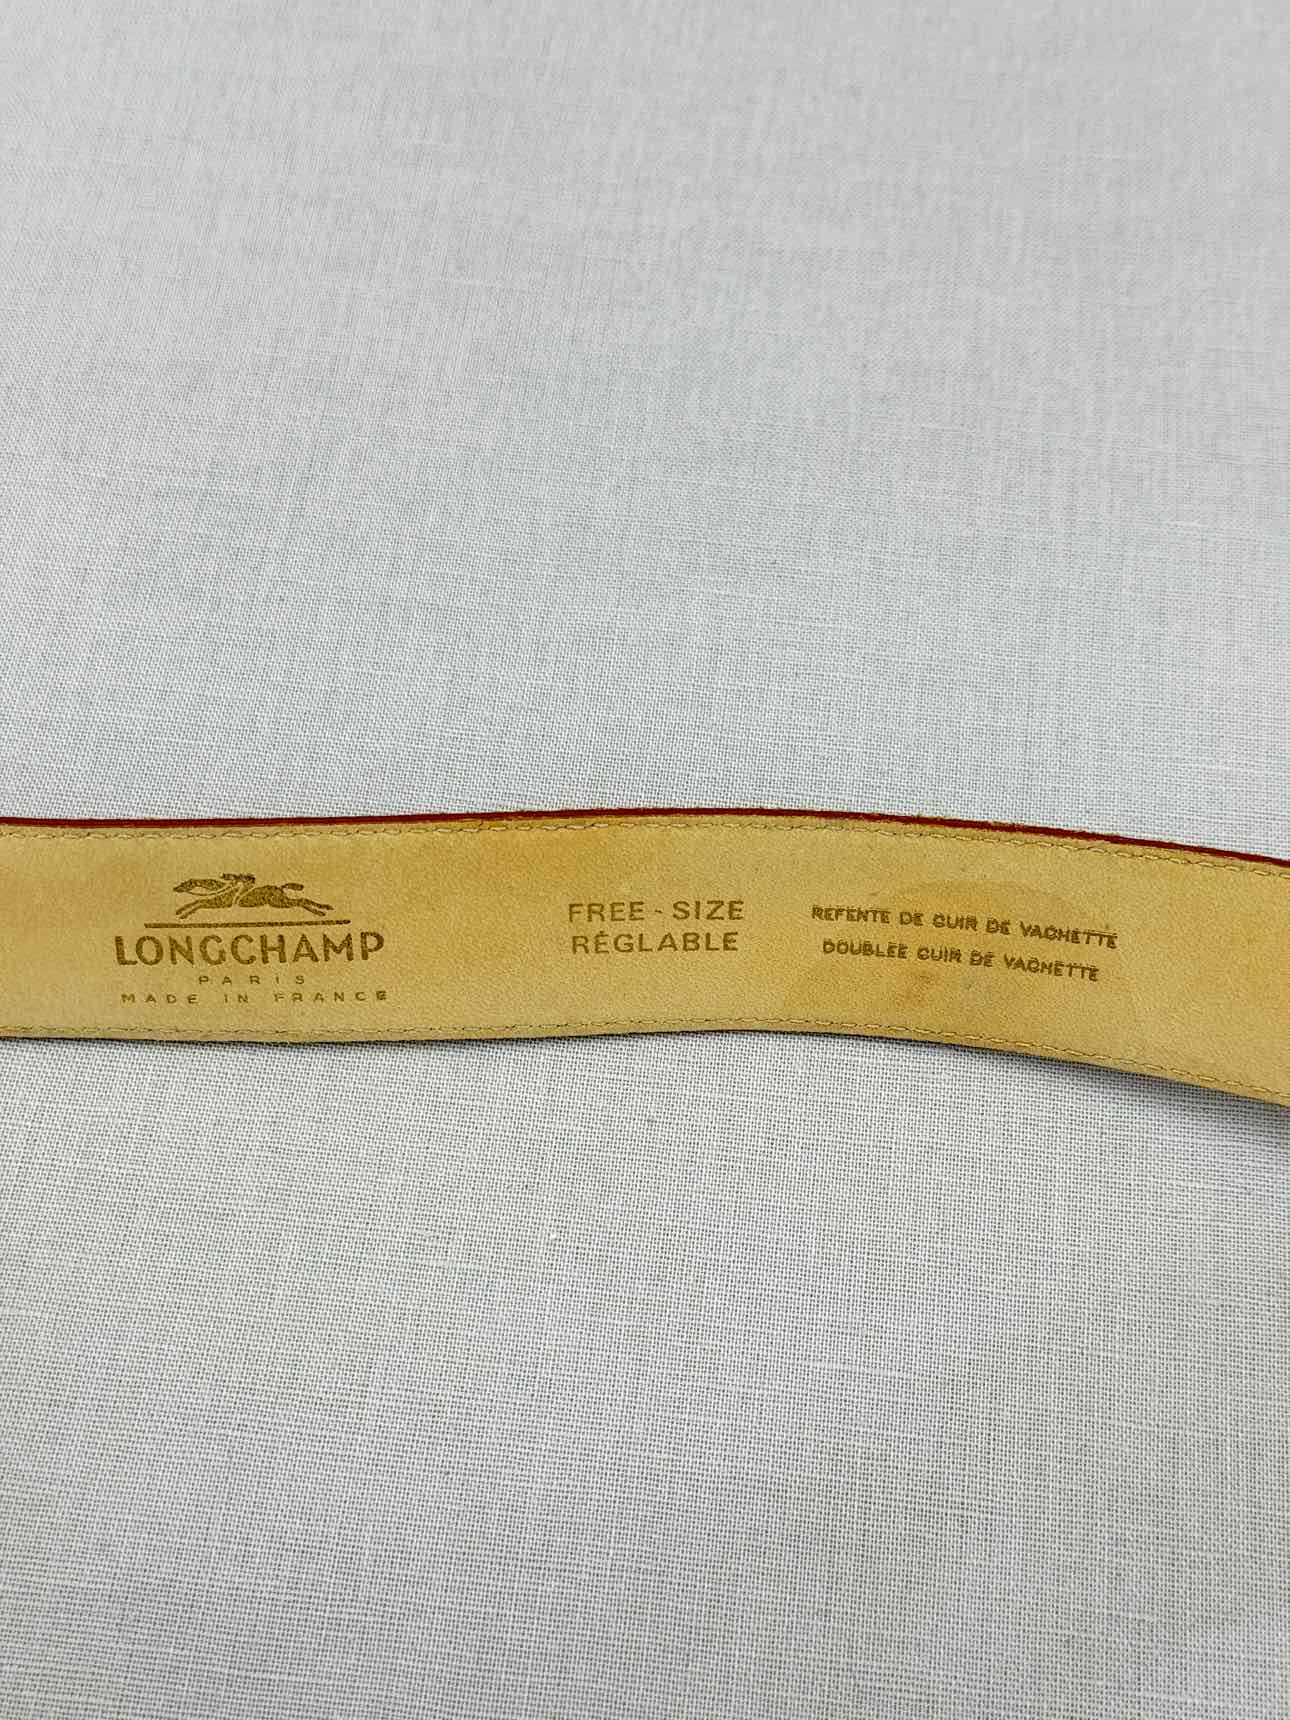 LONGCHAMP
PARIS
MADE IN FRANCE
FREE - SIZE
RÉGLABLE
REFENTE DE CUIR DE VACHETTE
DOUBLÉE CUIR DE VACHETTE